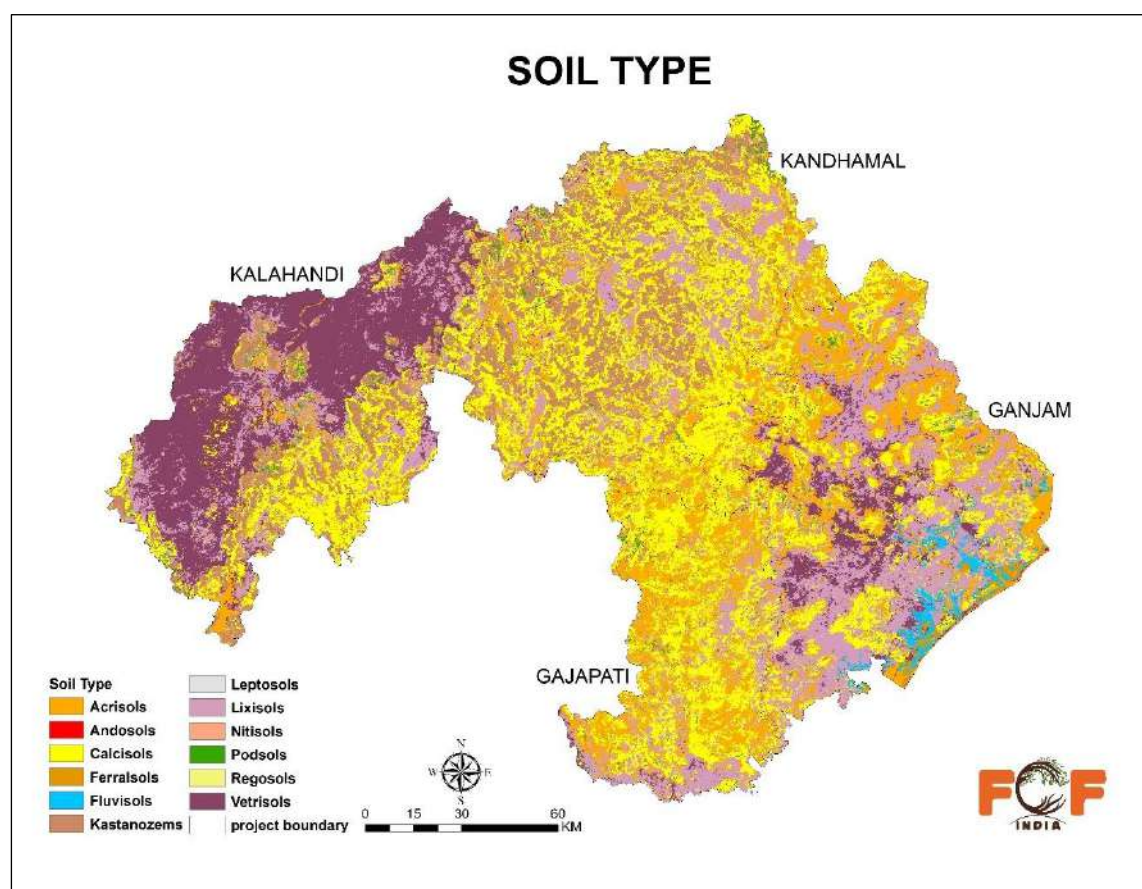 SOIL TYPE
KANDHAMAL
KALAHANDI
GANJAM
GAJAPATI
Soil Type
Acrisols
Andosols
Calcisols
Ferralsols
Fluvisols
Kastanozems
Leptosols
Lixisols
Nitisols
Podsols
Regosols
Vetrisols
project boundary
N
W E
S
0 15 30 60
KM
FCF
INDIA